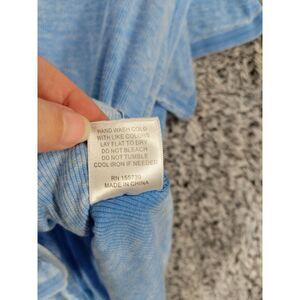 HAND WASH COLD
WITH LIKE COLORS
LAY FLAT TO DRY
DO NOT BLEACH
DO NOT TUMBLE
COOL IRON IF NEEDED
RN 155730
MADE IN CHINA